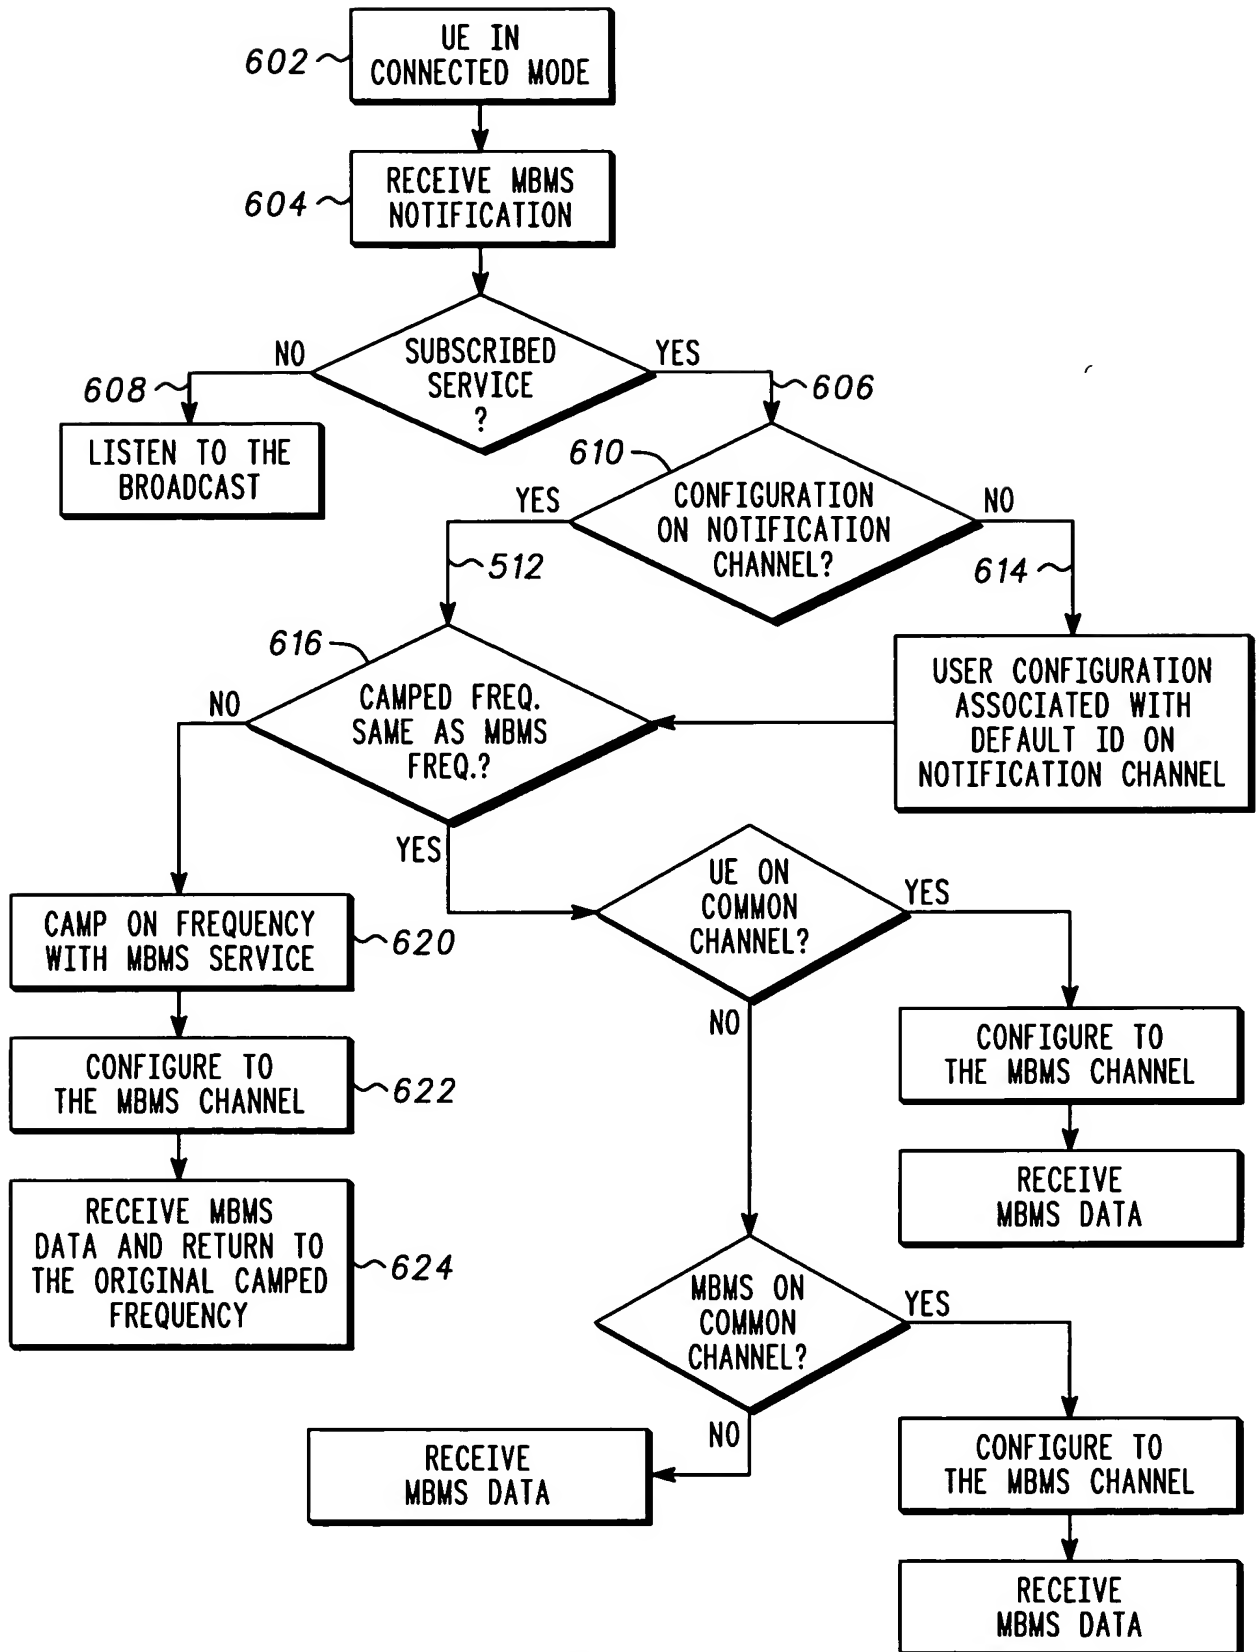 602
UE IN
CONNECTED MODE
604
RECEIVE MBMS
NOTIFICATION
NO
SUBSCRIBED
SERVICE
?
YES
608
606
LISTEN TO THE
BROADCAST
610
YES
CONFIGURATION
ON NOTIFICATION
CHANNEL?
NO
512
614
616
NO
CAMPED FREQ.
SAME AS MBMS
FREQ.?
USER CONFIGURATION
ASSOCIATED WITH
DEFAULT ID ON
NOTIFICATION CHANNEL
YES
UE ON
COMMON
CHANNEL?
YES
CAMP ON FREQUENCY
WITH MBMS SERVICE
620
NO
CONFIGURE TO
THE MBMS CHANNEL
622
CONFIGURE TO
THE MBMS CHANNEL
RECEIVE MBMS
DATA AND RETURN TO
THE ORIGINAL CAMPED
FREQUENCY
624
RECEIVE
MBMS DATA
MBMS ON
COMMON
CHANNEL?
YES
NO
RECEIVE
MBMS DATA
CONFIGURE TO
THE MBMS CHANNEL
RECEIVE
MBMS DATA